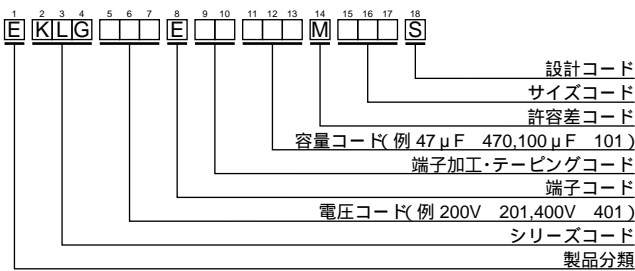 1 2 3 4 5 6 7 8 9 10 11 12 13 14 15 16 17 18
E KLG E M S
設計コード
サイズコード
許容差コード
容量コード(例 47μF 470,100μF 101)
端子加工・テーピングコード
端子コード
電圧コード(例 200V 201,400V 401)
シリーズコード
製品分類